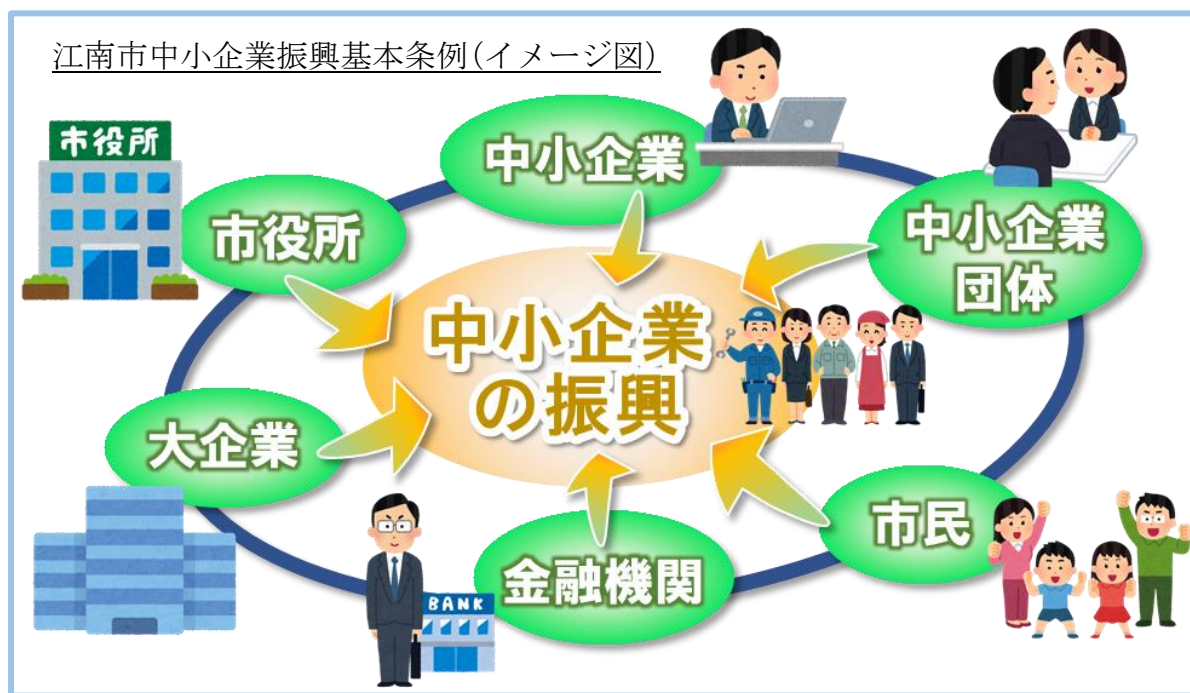 江南市中小企業振興基本条例(イメージ図)
市役所
中小企業
市役所
中小企業
団体
中小企業
の振興
大企業
市民
金融機関
BANK